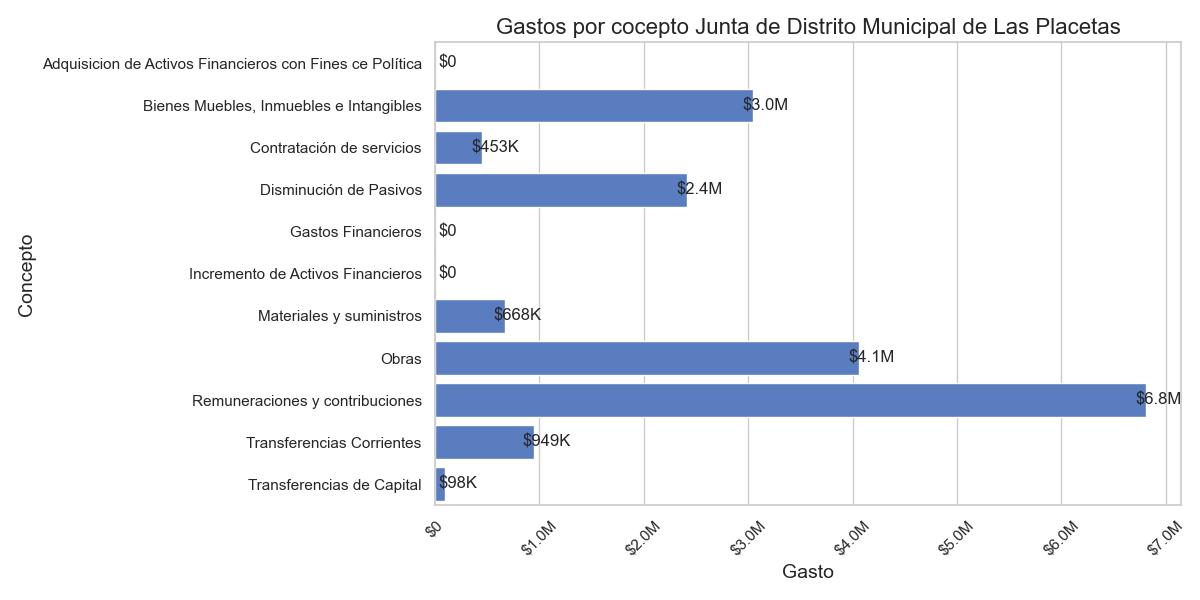 Gastos por cocepto Junta de Distrito Municipal de Las Placetas
Concepto
Adquisicion de Activos Financieros con Fines ce Política $0
Bienes Muebles, Inmuebles e Intangibles $3.0M
Contratación de servicios $453K
Disminución de Pasivos $2.4M
Gastos Financieros $0
Incremento de Activos Financieros $0
Materiales y suministros $668K
Obras $4.1M
Remuneraciones y contribuciones $6.8M
Transferencias Corrientes $949K
Transferencias de Capital $98K
$0 $1.0M $2.0M $3.0M $4.0M $5.0M $6.0M $7.0M
Gasto